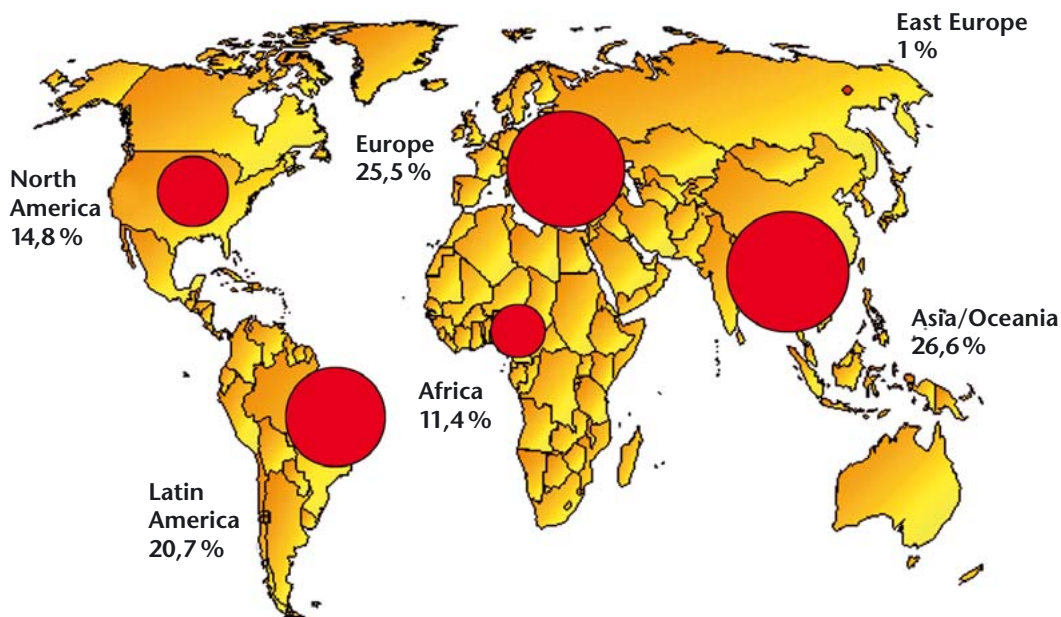 East Europe
1 %
Europe
25,5 %
North
America
14,8 %
Asia/Oceania
26,6 %
Africa
11,4 %
Latin
America
20,7 %